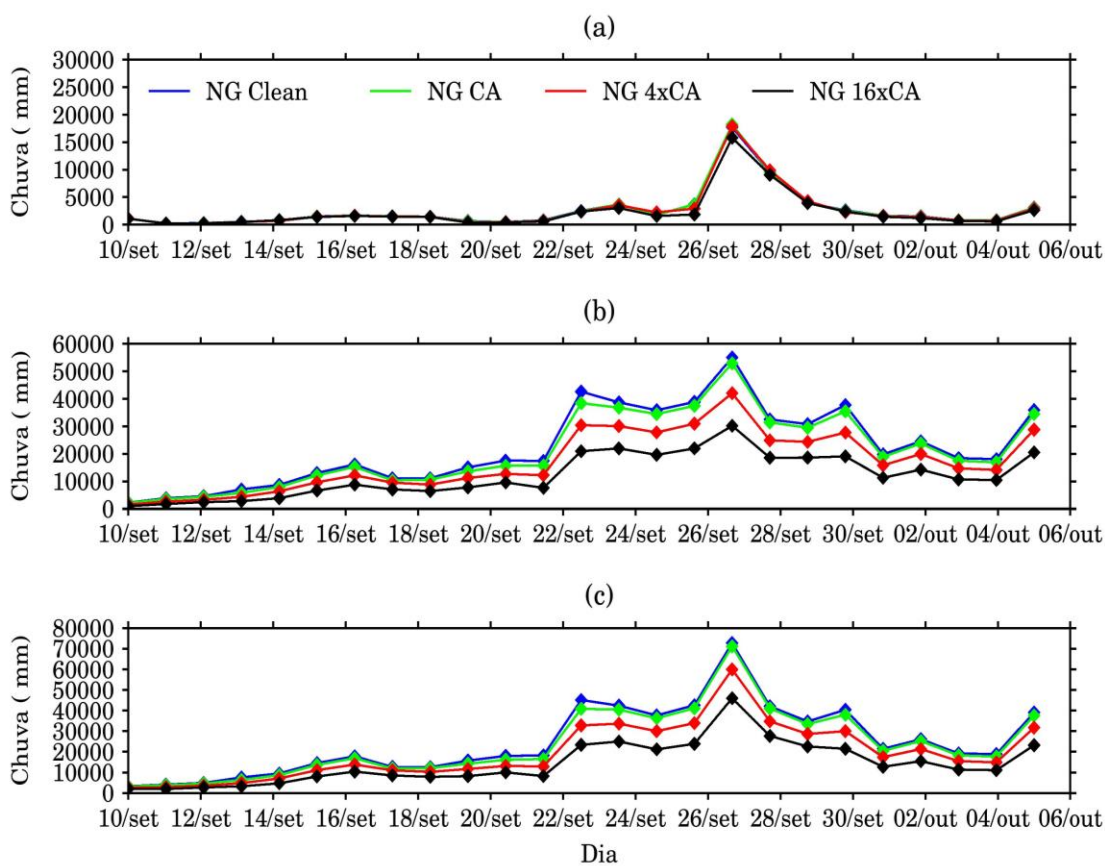 (a)
30000
25000
20000
15000
10000
5000
0
Chuva ( mm)
NG Clean NG CA NG 4xCA NG 16xCA
10/set 12/set 14/set 16/set 18/set 20/set 22/set 24/set 26/set 28/set 30/set 02/out 04/out 06/out
(b)
60000
50000
40000
30000
20000
10000
0
Chuva ( mm)
10/set 12/set 14/set 16/set 18/set 20/set 22/set 24/set 26/set 28/set 30/set 02/out 04/out 06/out
(c)
80000
70000
60000
50000
40000
30000
20000
10000
0
Chuva ( mm)
10/set 12/set 14/set 16/set 18/set 20/set 22/set 24/set 26/set 28/set 30/set 02/out 04/out 06/out
Dia